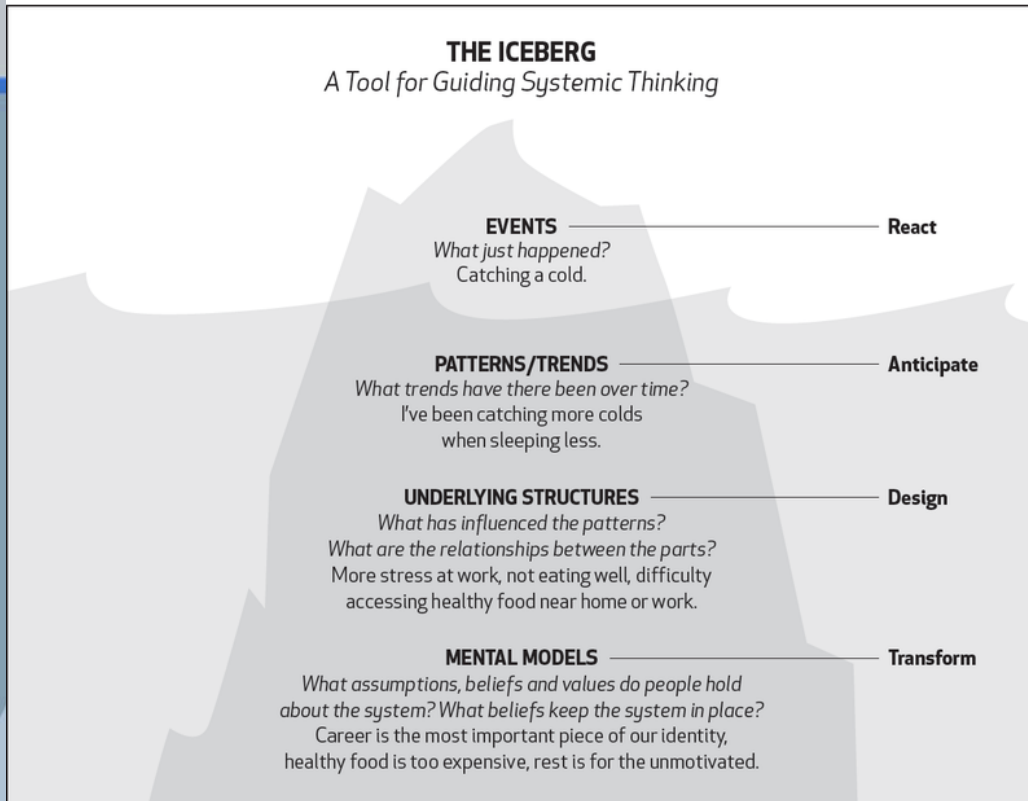 THE ICEBERG
A Tool for Guiding Systemic Thinking
EVENTS
React
What just happened?
Catching a cold.
PATTERNS/TRENDS
Anticipate
What trends have there been over time?
I've been catching more colds
when sleeping less.
UNDERLYING STRUCTURES
Design
What has influenced the patterns?
What are the relationships between the parts?
More stress at work, not eating well, difficulty
accessing healthy food near home or work.
MENTAL MODELS
Transform
What assumptions, beliefs and values do people hold
about the system? What beliefs keep the system in place?
Career is the most important piece of our identity,
healthy food is too expensive, rest is for the unmotivated.